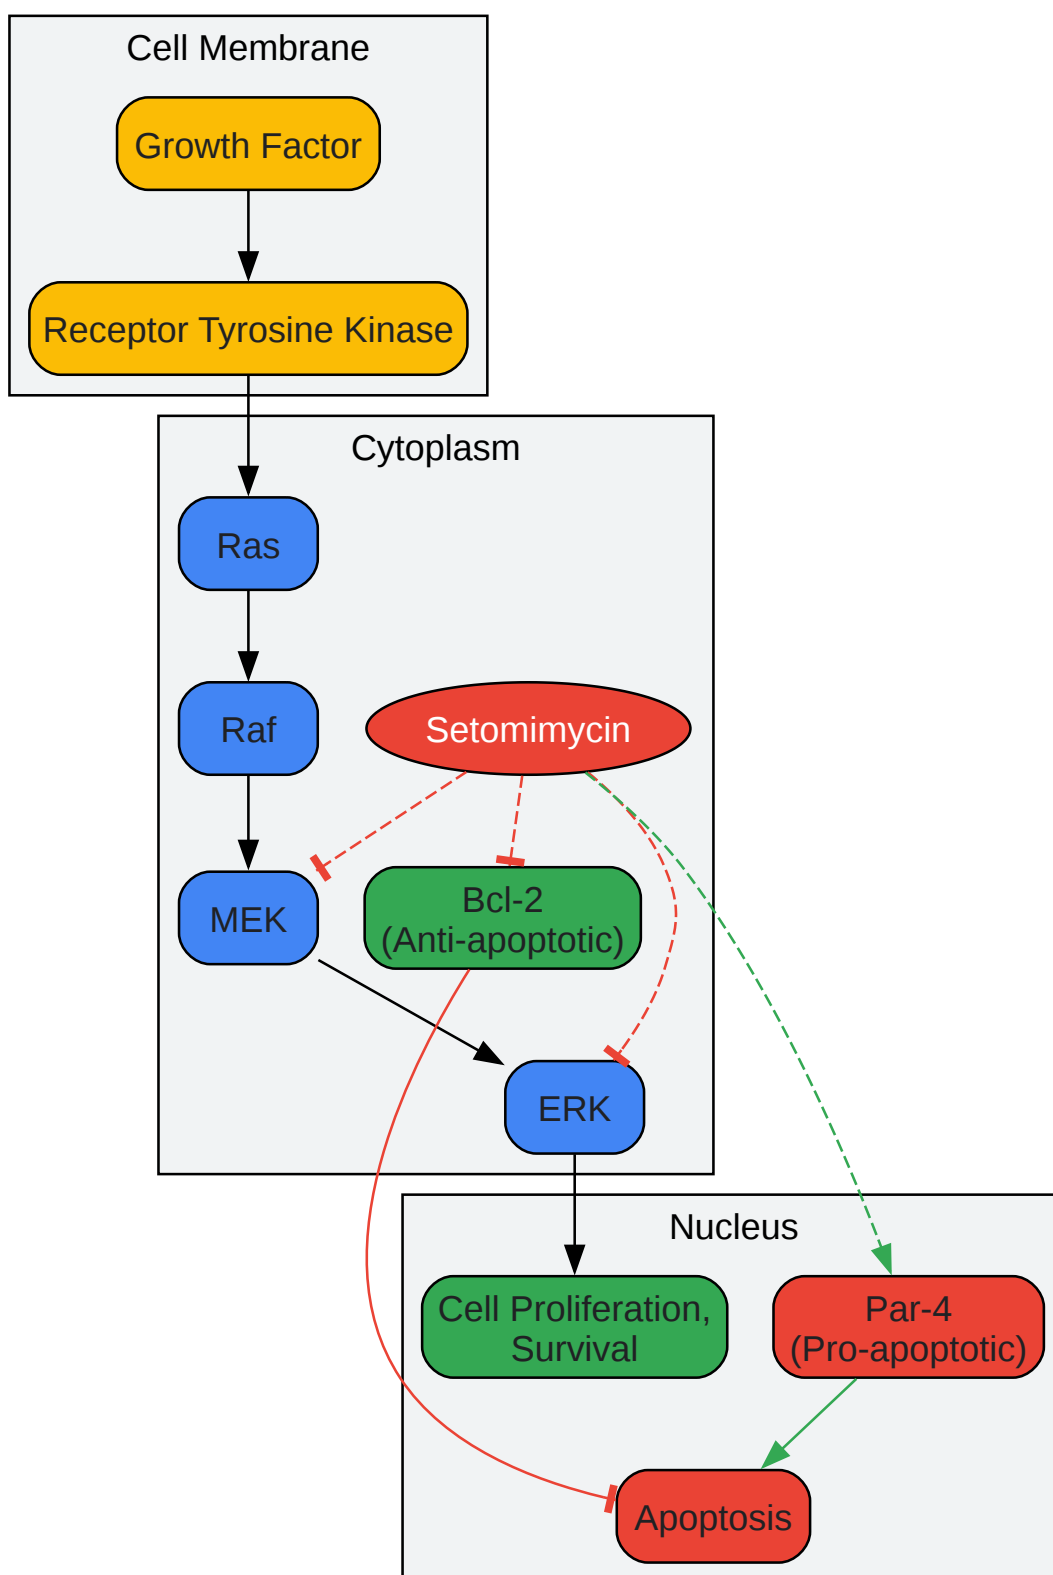 Cell Membrane
Growth Factor
Receptor Tyrosine Kinase
Cytoplasm
Ras
Raf
Setomimycin
MEK
Bcl-2
(Anti-apoptotic)
ERK
Nucleus
Cell Proliferation,
Survival
Par-4
(Pro-apoptotic)
Apoptosis